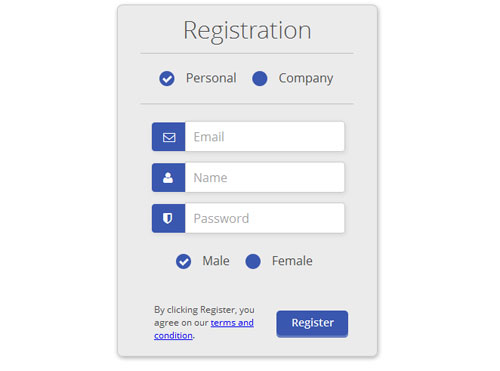 Registration
Personal Company
Email
Name
Password
Male Female
By clicking Register, you
agree on our terms and
condition.
Register